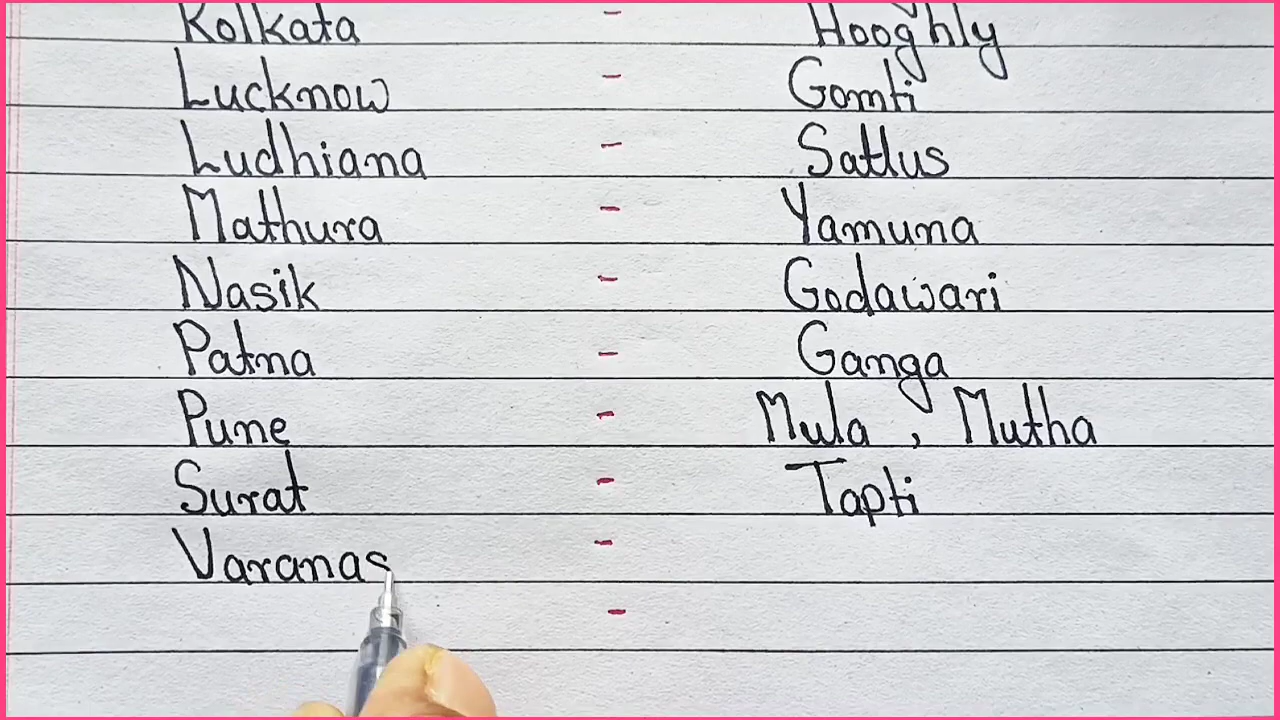 Kolkata - Hooghly
Lucknow - Gomti
Ludhiana - Satlus
Mathura - Yamuna
Nasik - Godawari
Patna - Ganga
Pune - Mula , Mutha
Surat - Tapti
Varanas -
-